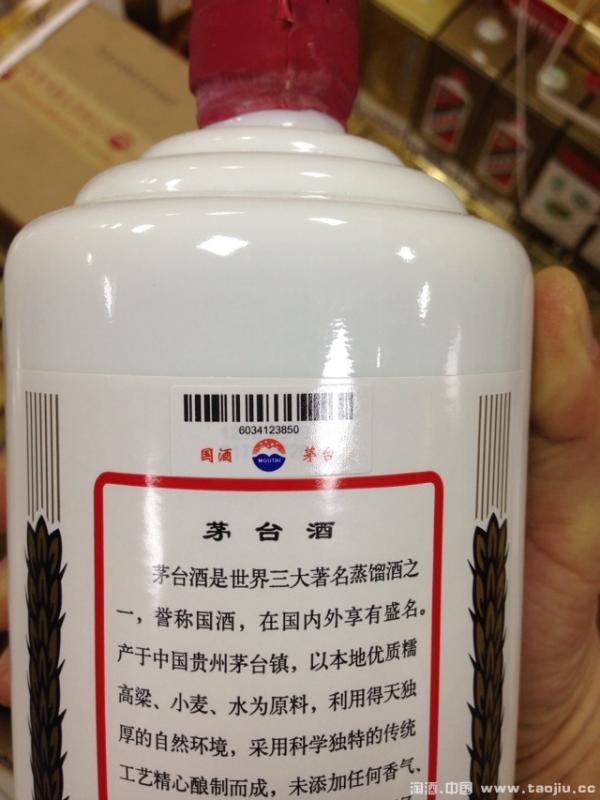 6034123850
国酒 MOUTAI 茅台
茅台酒
茅台酒是世界三大著名蒸馏酒之
一，誉称国酒，在国内外享有盛名。
产于中国贵州茅台镇，以本地优质糯
高粱、小麦、水为原料，利用得天独
厚的自然环境，采用科学独特的传统
工艺精心酿制而成，未添加任何香气、
淘酒.中国 www.taojiu.cc